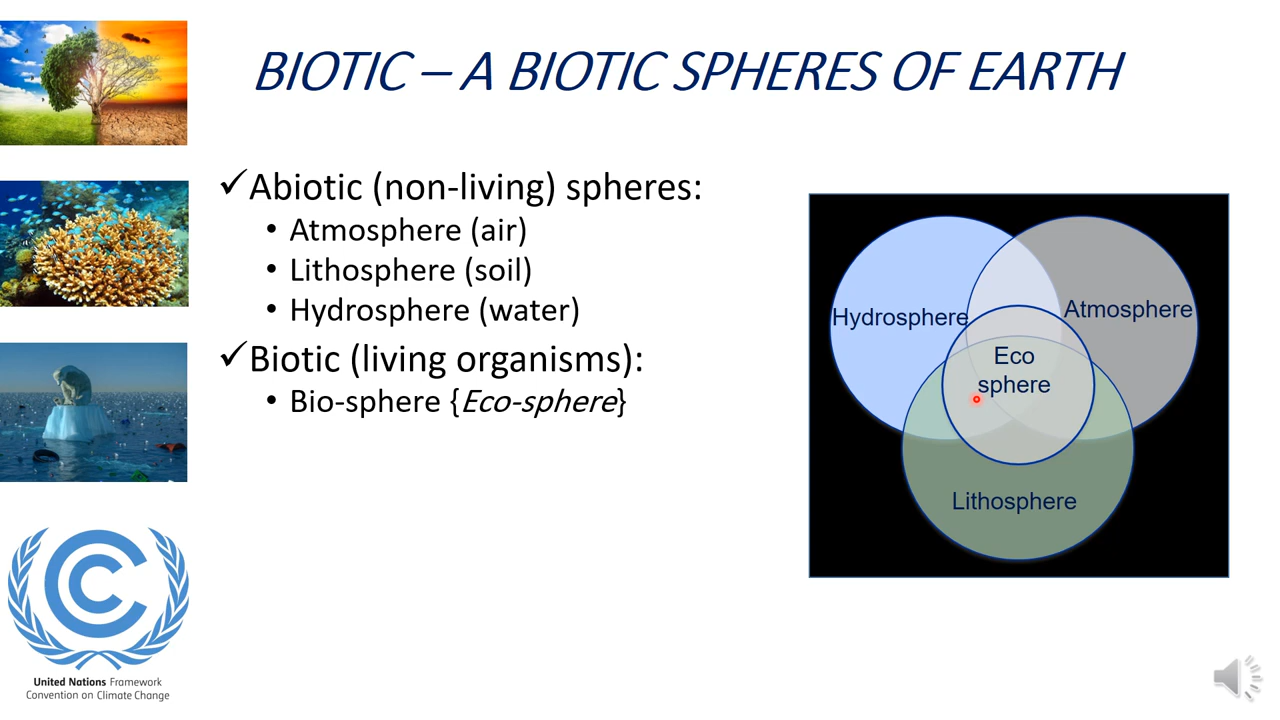 BIOTIC – A BIOTIC SPHERES OF EARTH
✓Abiotic (non-living) spheres:
• Atmosphere (air)
• Lithosphere (soil)
• Hydrosphere (water)
✓Biotic (living organisms):
• Bio-sphere {Eco-sphere}
Hydrosphere
Atmosphere
Eco
sphere
Lithosphere
United Nations Framework
Convention on Climate Change